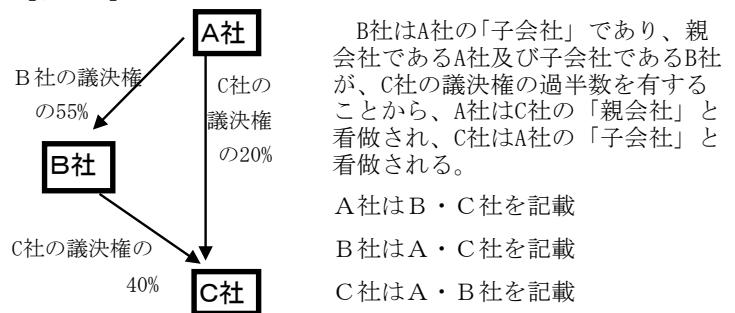 A社
B社の議決権
の55%
C社の
議決権
の20%
B社
C社の議決権の
40%
C社
B社はA社の「子会社」であり、親
会社であるA社及び子会社であるB社
が、C社の議決権の過半数を有する
ことから、A社はC社の「親会社」と
看做され、C社はA社の「子会社」と
看做される。
A社はB・C社を記載
B社はA・C社を記載
C社はA・B社を記載